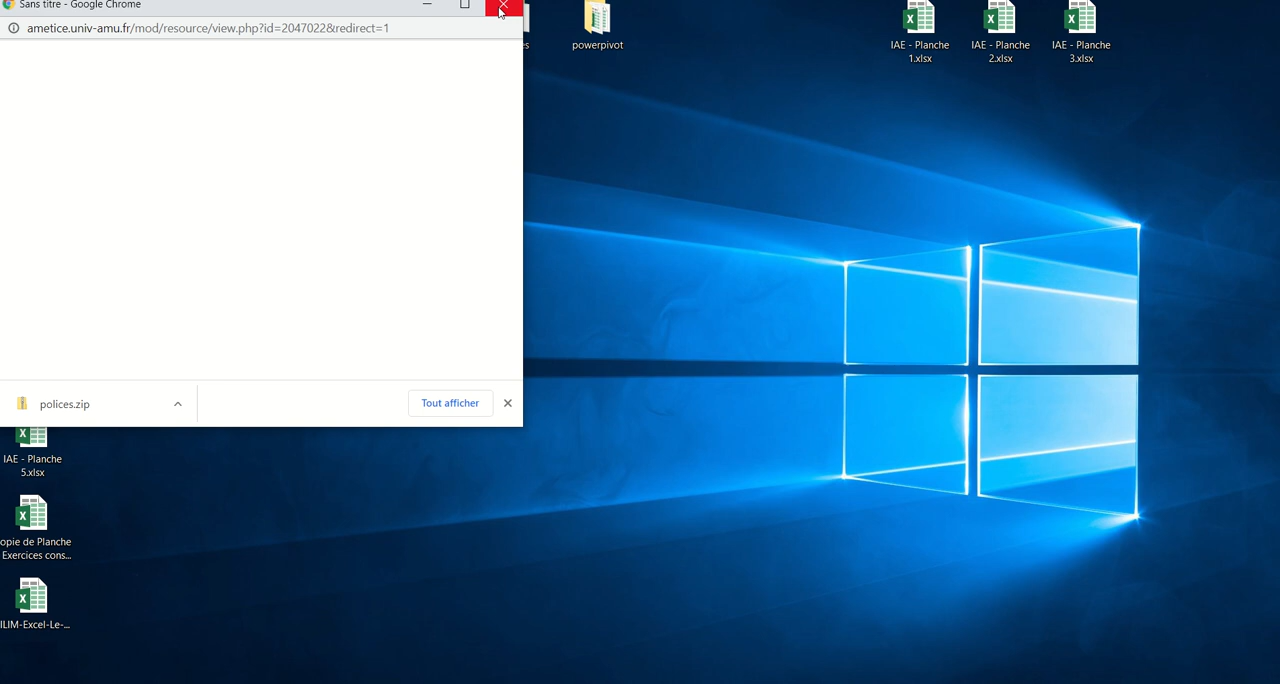 Sans titre - Google Chrome
ametice.univ-amu.fr/mod/resource/view.php?id=2047022&redirect=1
es
powerpivot
IAE - Planche
1.xlsx
IAE - Planche
2.xlsx
IAE - Planche
3.xlsx
polices.zip
Tout afficher
IAE - Planche
5.xlsx
opie de Planche
Exercices cons...
ILIM-Excel-Le-...